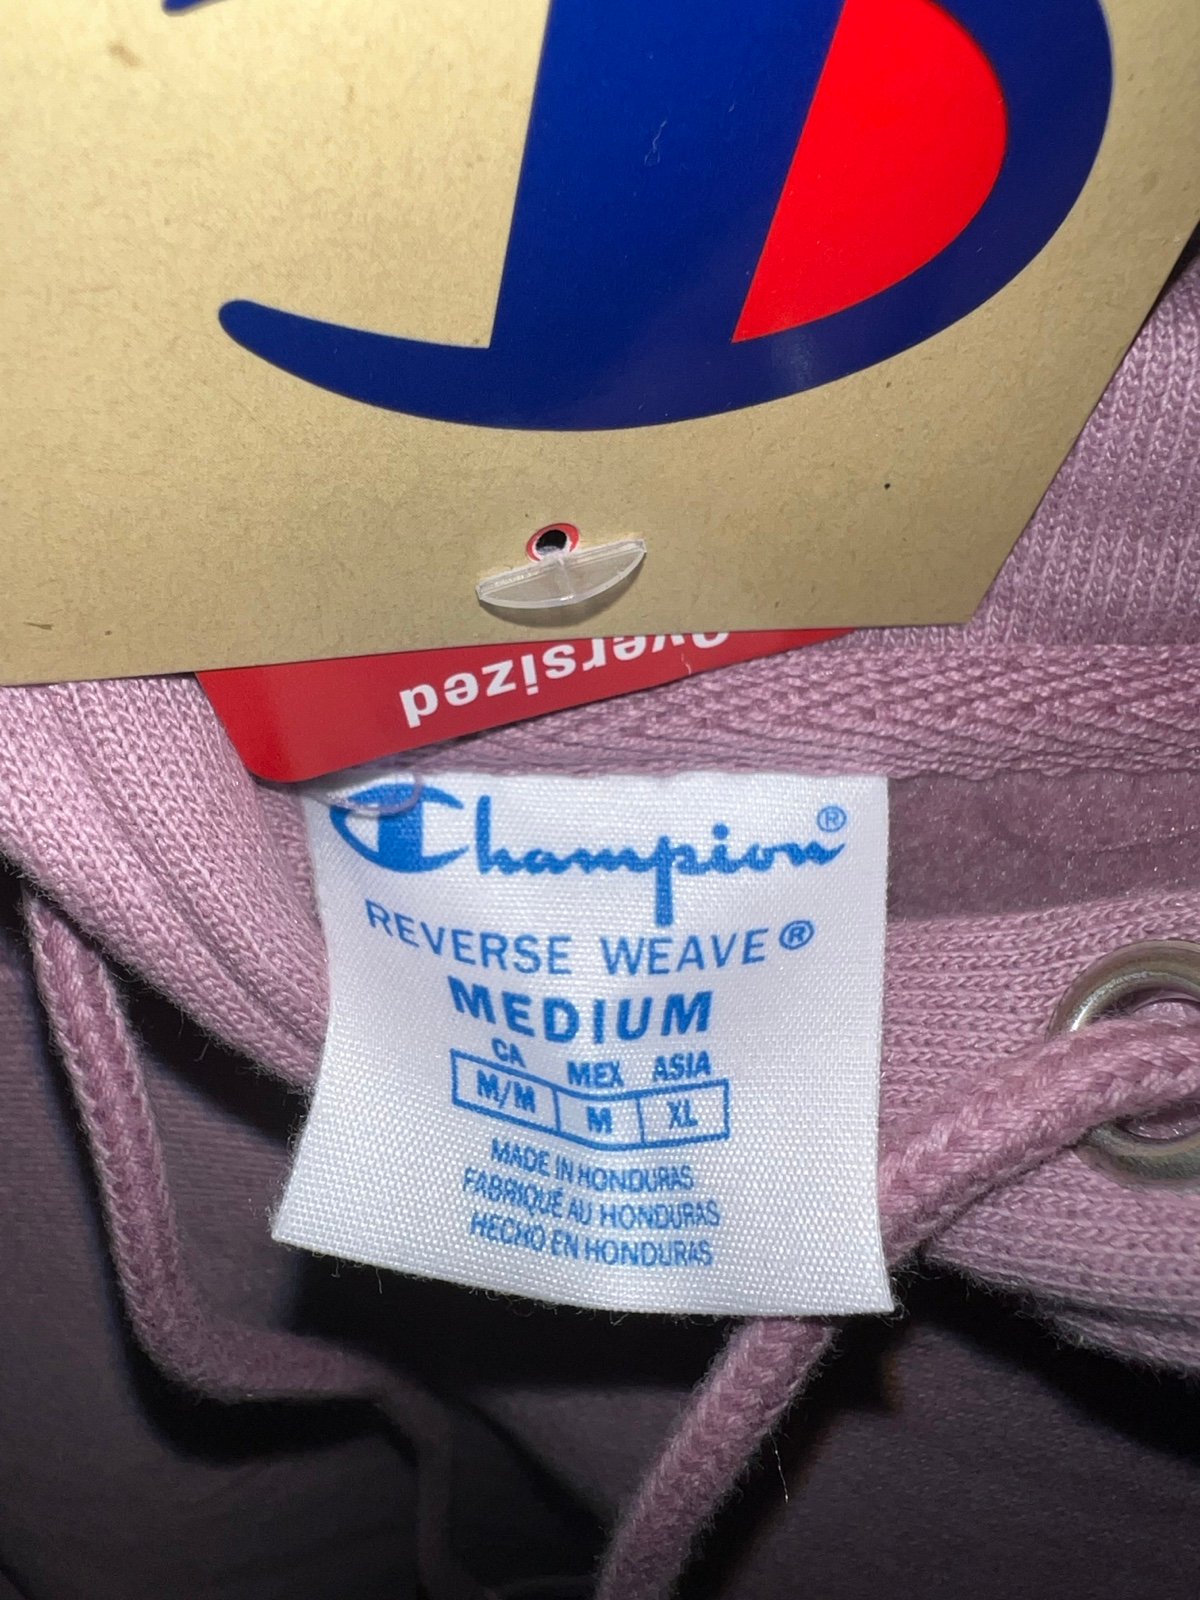 Oversized
Champion®
REVERSE WEAVE®
MEDIUM
CA MEX ASIA
M/M M XL
MADE IN HONDURAS
FABRIQUÉ AU HONDURAS
HECHO EN HONDURAS